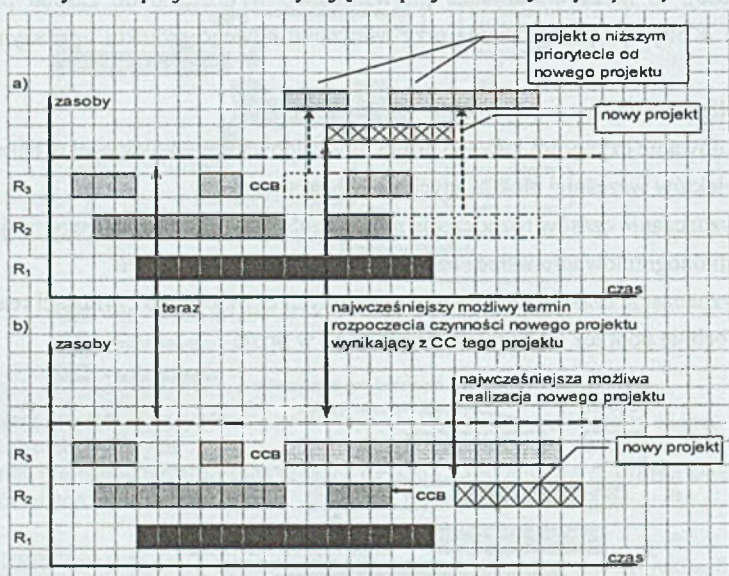 projekt o niższym
priorytecie od
nowego projektu
a)
zasoby
nowy projekt
R3
CCB
R2
R1
czas
teraz
najwcześniejszy możliwy termin
rozpoczecia czynności nowego projektu
wynikający z CC tego projektu
b)
zasoby
najwcześniejsza możliwa
realizacja nowego projektu
R3
CCB
nowy projekt
R2
CCB
R1
czas